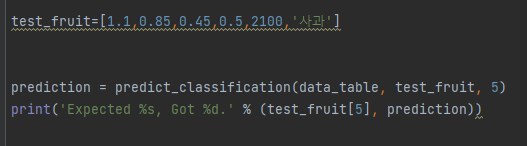 test_fruit=[1.1,0.85,0.45,0.5,2100,'사과']
prediction = predict_classification(data_table, test_fruit, 5)
print('Expected %s, Got %d.' % (test_fruit[5], prediction))